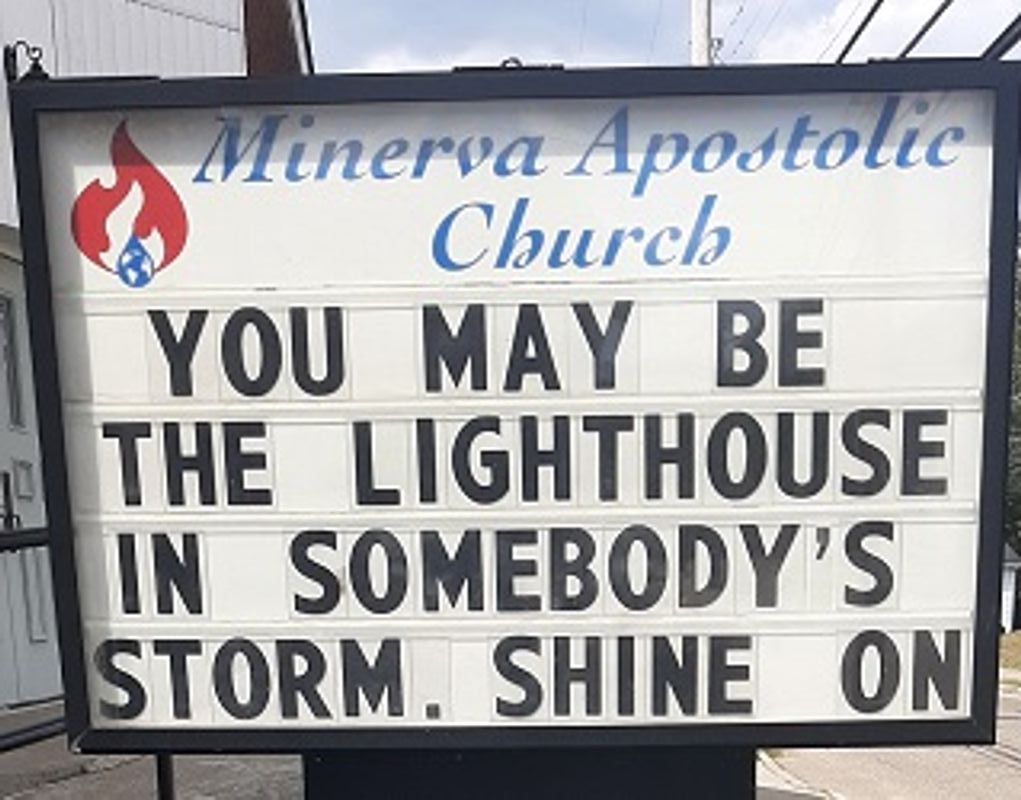 Minerva Apostolic
Church
YOU MAY BE
THE LIGHTHOUSE
IN SOMEBODY'S
STORM. SHINE ON